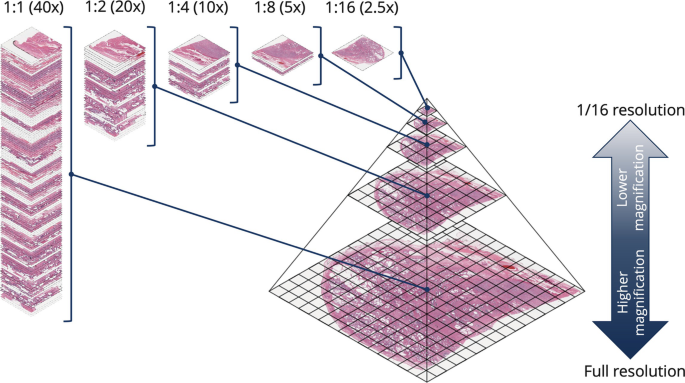 1:1 (40x) 1:2 (20x) 1:4 (10x) 1:8 (5x) 1:16 (2.5x)
1/16 resolution
Lower
magnification
Higher
magnification
Full resolution